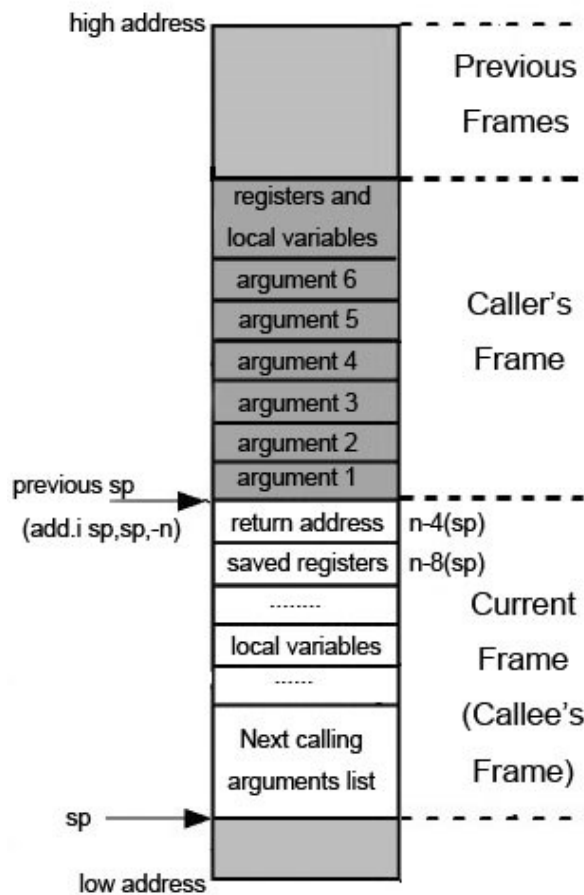 high address
Previous
Frames
registers and
local variables
argument 6
argument 5
argument 4
argument 3
argument 2
argument 1
Caller's
Frame
previous sp
(add.i sp,sp,-n)
return address n-4(sp)
saved registers n-8(sp)
........
local variables
......
Next calling
arguments list
Current
Frame
(Callee's
Frame)
sp
low address